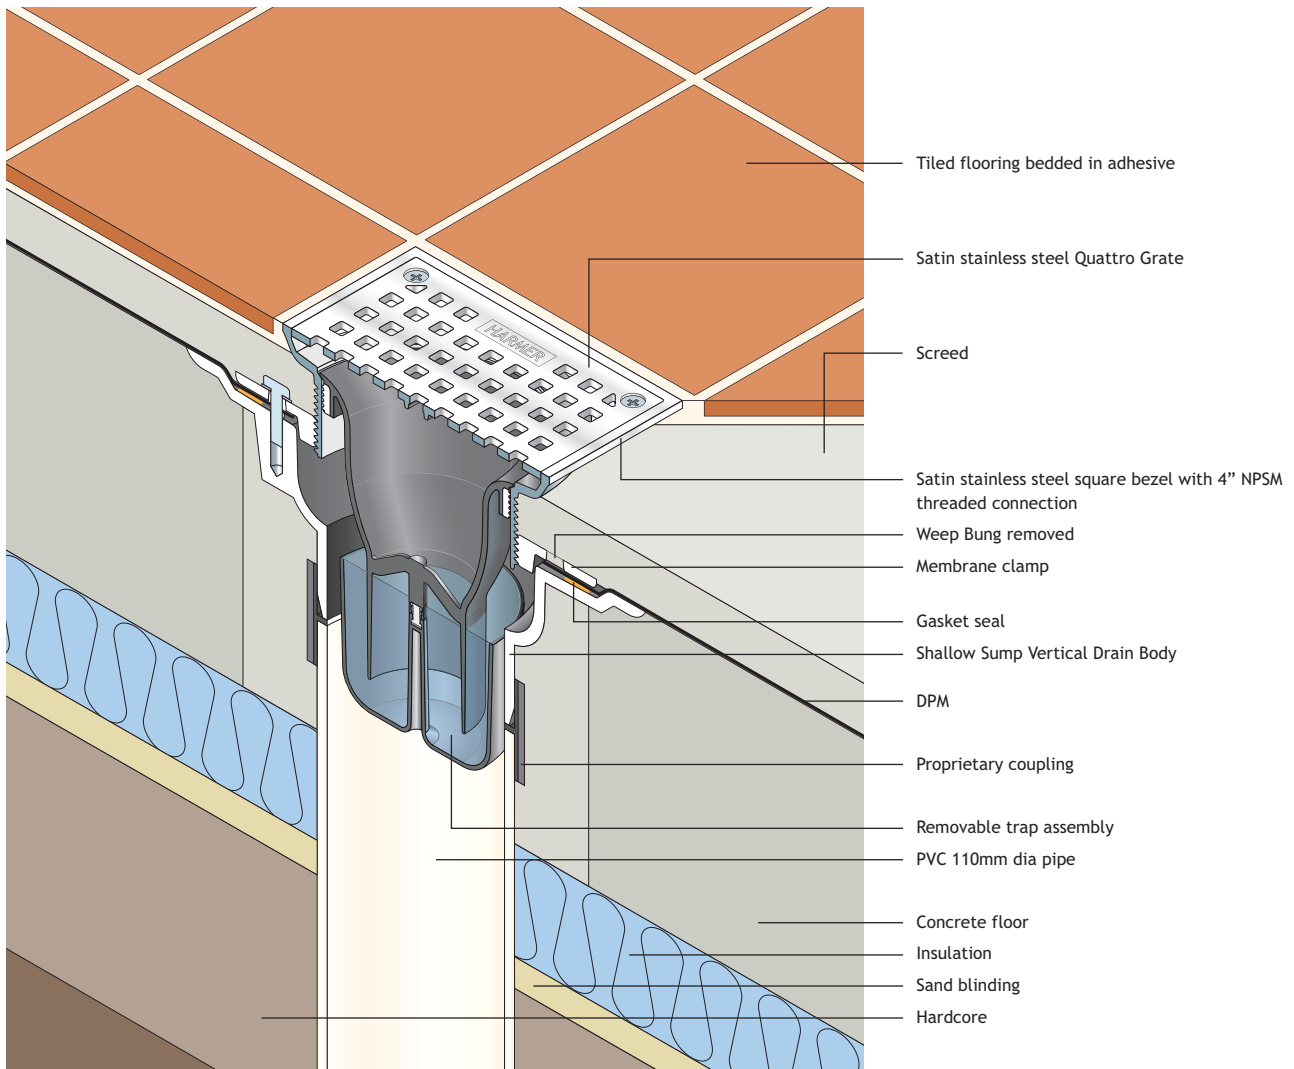 Tiled flooring bedded in adhesive
Satin stainless steel Quattro Grate
HARMER
Screed
Satin stainless steel square bezel with 4” NPSM
threaded connection
Weep Bung removed
Membrane clamp
Gasket seal
Shallow Sump Vertical Drain Body
DPM
Proprietary coupling
Removable trap assembly
PVC 110mm dia pipe
Concrete floor
Insulation
Sand blinding
Hardcore